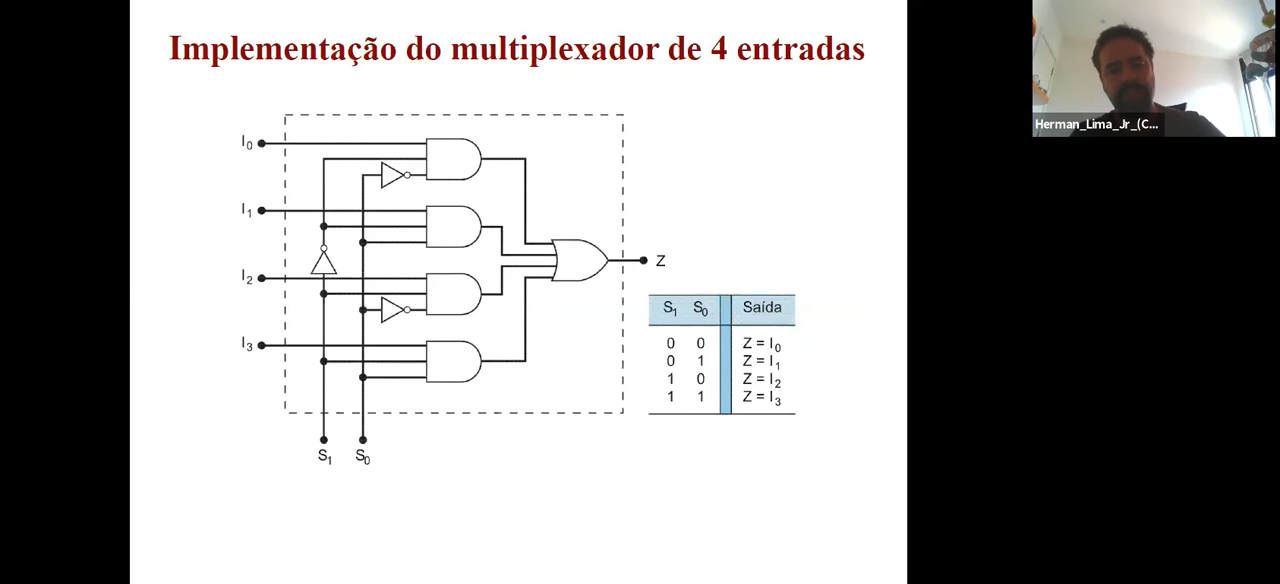 Implementação do multiplexador de 4 entradas
Herman_Lima_Jr_(C...
I0
I1
I2
I3
Z
S1 S0 Saída
0 0 Z = I0
0 1 Z = I1
1 0 Z = I2
1 1 Z = I3
S1 S0